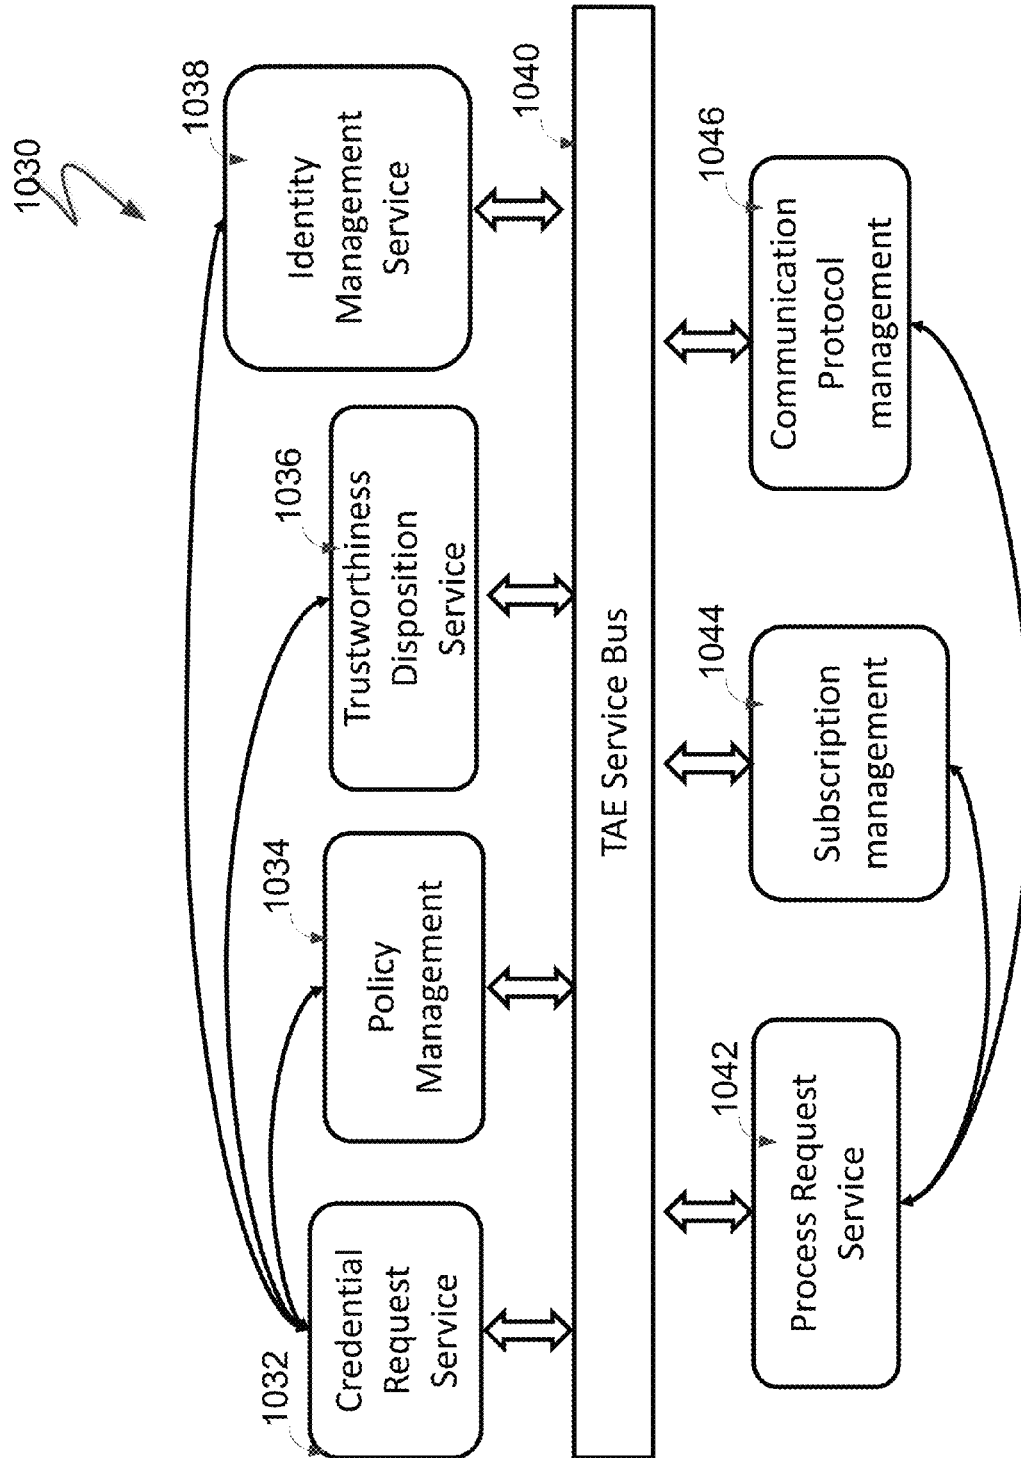 1030
1032
Credential
Request
Service
1034
Policy
Management
1036
Trustworthiness
Disposition
Service
1038
Identity
Management
Service
1040
TAE Service Bus
1042
Process Request
Service
1044
Subscription
management
1046
Communication
Protocol
management